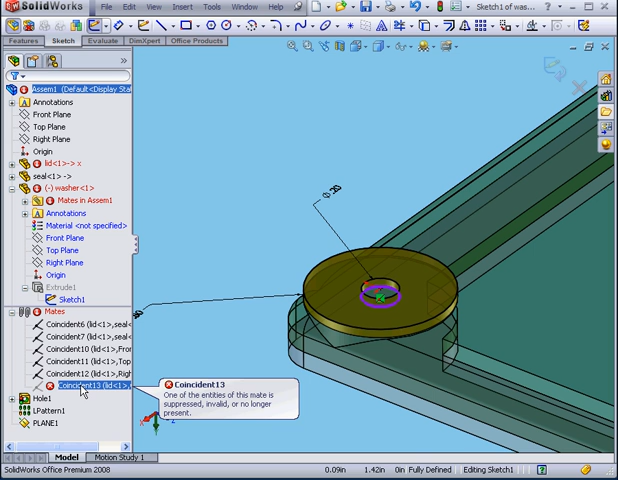 SolidWorks
File Edit View Insert Tools Toolbox Window Help
Sketch1 of was...
Features Sketch Evaluate DimXpert Office Products
Assem1 (Default<Display Sta
Annotations
Front Plane
Top Plane
Right Plane
Origin
lid<1>-> x
seal<1> ->
(-) washer<1>
Mates in Assem1
Annotations
Material <not specified>
Front Plane
Top Plane
Right Plane
Origin
Extrude1
Sketch1
Mates
Coincident6 (lid<1>,seal<
Coincident7 (lid<1>,seal<
Coincident10 (lid<1>,Fron
Coincident11 (lid<1>,Top
Coincident12 (lid<1>,Righ
Coincident13 (lid<1>,
Hole1
LPattern1
PLANE1
Coincident13
One of the entities of this mate is
suppressed, invalid, or no longer
present.
Model Motion Study 1
SolidWorks Office Premium 2008
0.09in 1.42in 0in Fully Defined Editing Sketch1